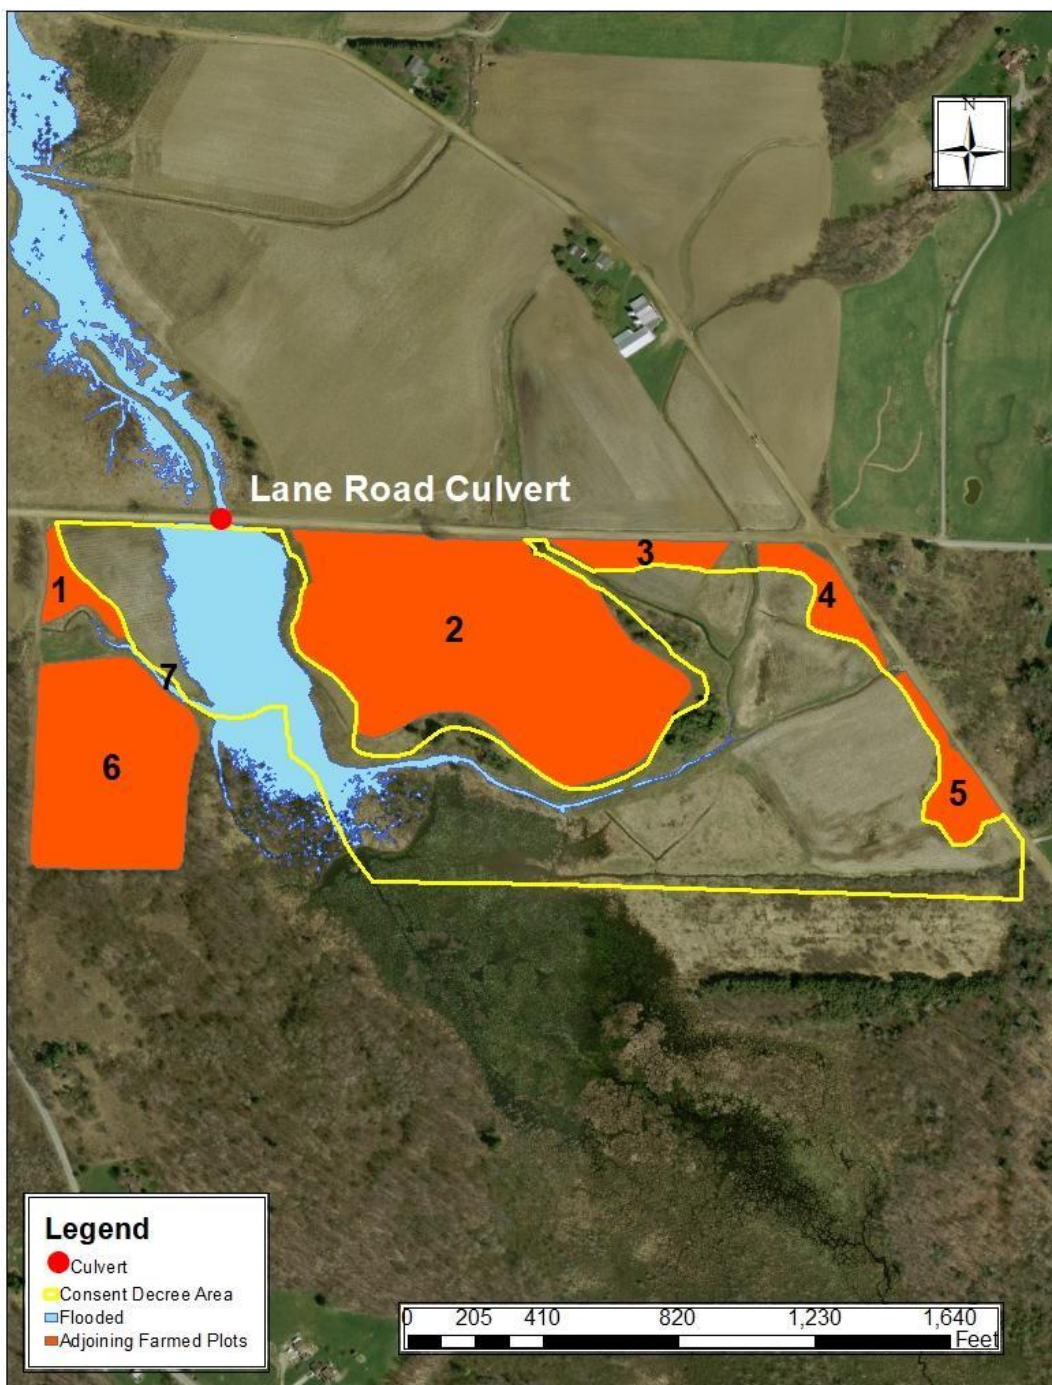 N
Lane Road Culvert
1
2
3
4
5
6
7
Legend
Culvert
Consent Decree Area
Flooded
Adjoining Farmed Plots
0 205 410 820 1,230 1,640
Feet